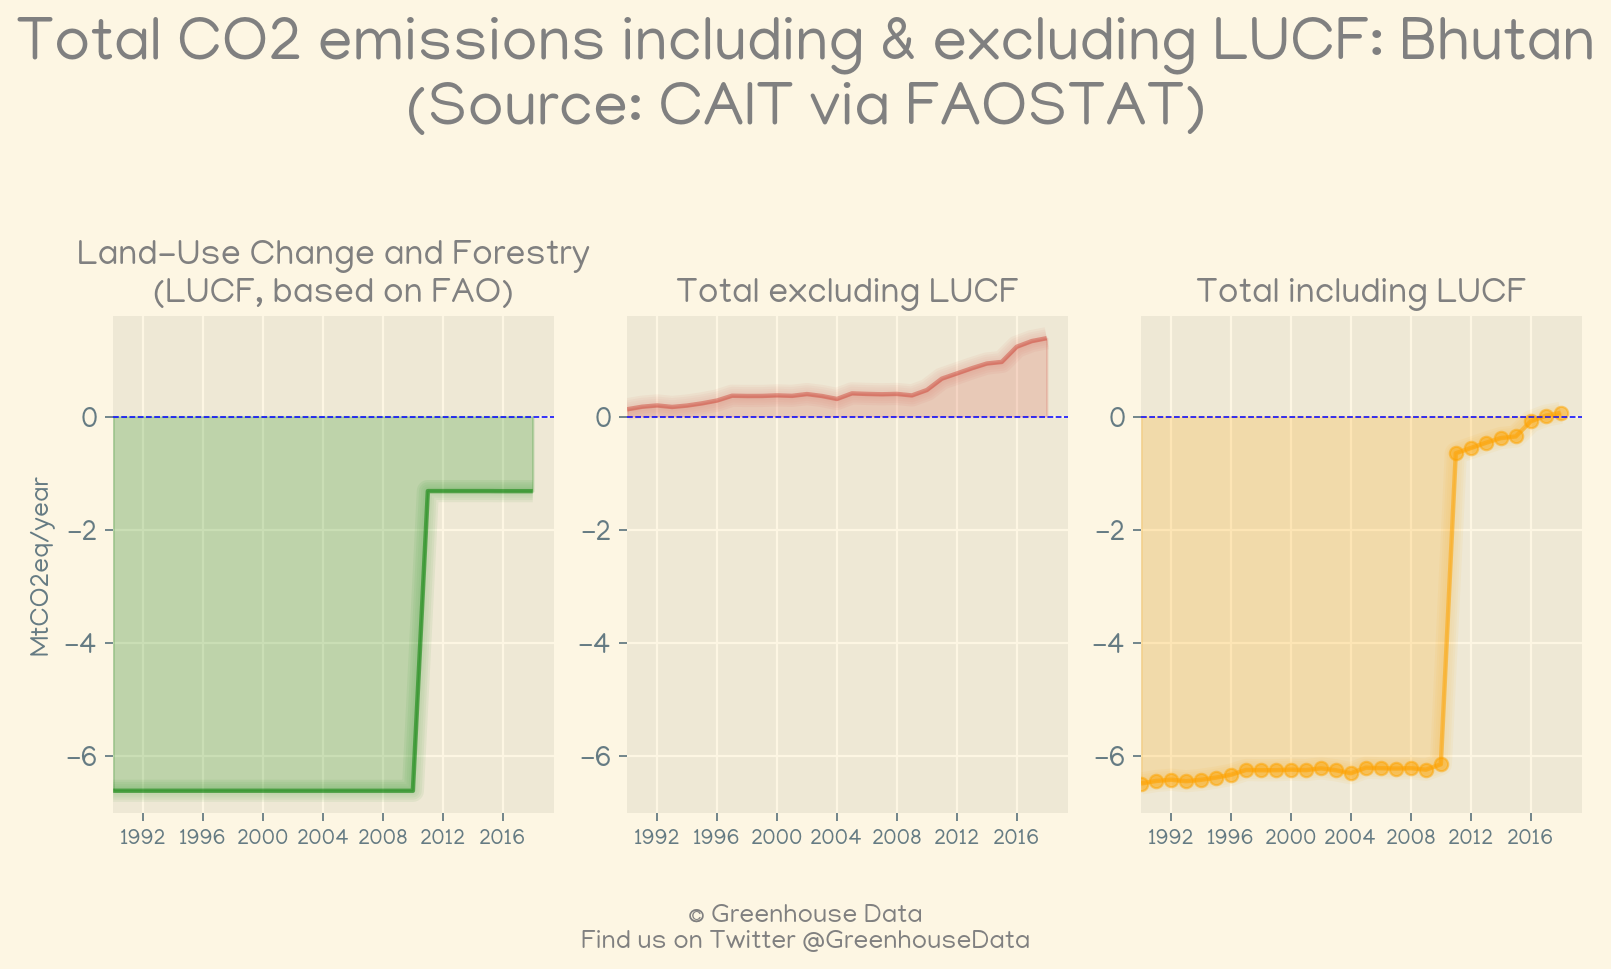 Total CO2 emissions including & excluding LUCF: Bhutan
(Source: CAIT via FAOSTAT)
Land-Use Change and Forestry
(LUCF, based on FAO)
Total excluding LUCF
Total including LUCF
MtCO2eq/year
0
−2
−4
−6
1992 1996 2000 2004 2008 2012 2016
0
−2
−4
−6
1992 1996 2000 2004 2008 2012 2016
0
−2
−4
−6
1992 1996 2000 2004 2008 2012 2016
© Greenhouse Data
Find us on Twitter @GreenhouseData